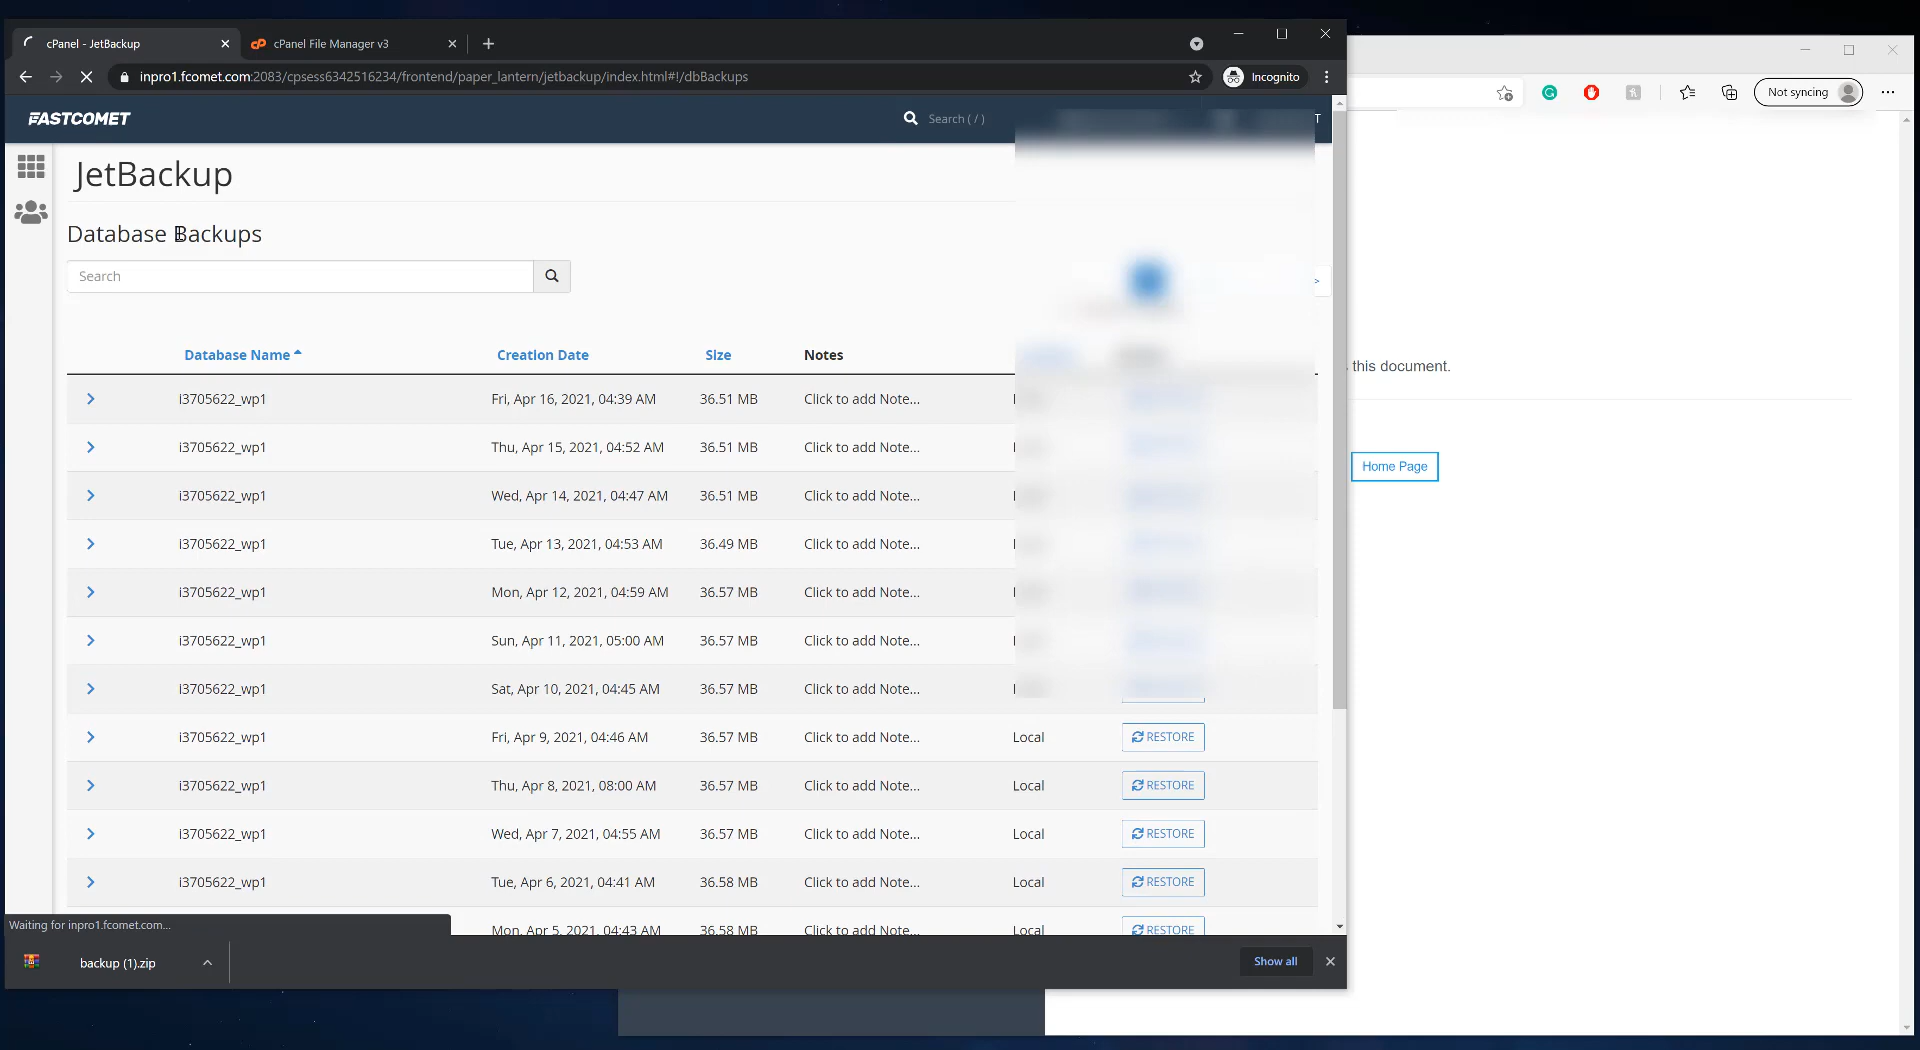 cPanel - JetBackup
cPanel File Manager v3
inpro1.fcomet.com:2083/cpsess6342516234/frontend/paper_lantern/jetbackup/index.html#!/dbBackups
Incognito
Not syncing
FASTCOMET
Search ( / )
T
JetBackup
Database Backups
Search
>
Database Name
Creation Date
Size
Notes
this document.
i3705622_wp1 Fri, Apr 16, 2021, 04:39 AM 36.51 MB Click to add Note...
i3705622_wp1 Thu, Apr 15, 2021, 04:52 AM 36.51 MB Click to add Note...
Home Page
i3705622_wp1 Wed, Apr 14, 2021, 04:47 AM 36.51 MB Click to add Note...
i3705622_wp1 Tue, Apr 13, 2021, 04:53 AM 36.49 MB Click to add Note...
i3705622_wp1 Mon, Apr 12, 2021, 04:59 AM 36.57 MB Click to add Note...
i3705622_wp1 Sun, Apr 11, 2021, 05:00 AM 36.57 MB Click to add Note...
i3705622_wp1 Sat, Apr 10, 2021, 04:45 AM 36.57 MB Click to add Note...
i3705622_wp1 Fri, Apr 9, 2021, 04:46 AM 36.57 MB Click to add Note... Local RESTORE
i3705622_wp1 Thu, Apr 8, 2021, 08:00 AM 36.57 MB Click to add Note... Local RESTORE
i3705622_wp1 Wed, Apr 7, 2021, 04:55 AM 36.57 MB Click to add Note... Local RESTORE
i3705622_wp1 Tue, Apr 6, 2021, 04:41 AM 36.58 MB Click to add Note... Local RESTORE
Mon, Apr 5, 2021, 04:43 AM 36.58 MB Click to add Note... Local RESTORE
Waiting for inpro1.fcomet.com...
backup (1).zip
Show all